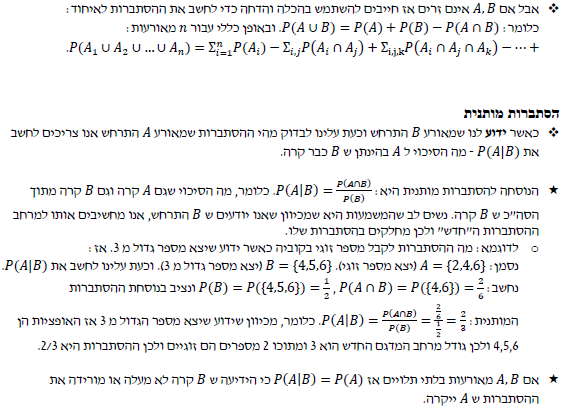 ❖ אבל אם A, B אינם זרים אז חייבים להשתמש בהכלה והדחה כדי לחשב את ההסתברות לאיחוד:
כלומר: P(A ∪ B) = P(A) + P(B) − P(A ∩ B). ובאופן כללי עבור n מאורעות:
P(A₁ ∪ A₂ ∪ … ∪ Aₙ) = Σⁿᵢ₌₁P(Aᵢ) − Σᵢ,ⱼP(Aᵢ ∩ Aⱼ) + Σᵢ,ⱼ,ₖP(Aᵢ ∩ Aⱼ ∩ Aₖ) − ⋯ +.
הסתברות מותנית
❖ כאשר ידוע לנו שמאורע B התרחש וכעת עלינו לבדוק מהי ההסתברות שמאורע A התרחש אנו צריכים לחשב
את P(A|B) - מה הסיכוי ל A בהינתן ש B כבר קרה.
★ הנוסחה להסתברות מותנית היא: P(A|B) = P(A∩B)/P(B). כלומר, מה הסיכוי שגם A קרה וגם B קרה מתוך
הסה"כ ש B קרה. נשים לב שהמשמעות היא שמכיוון שאנו יודעים ש B התרחש, אנו מחשיבים אותו למרחב
ההסתברות ה"חדש" ולכן מחלקים בהסתברות שלו.
○ לדוגמא: מה ההסתברות לקבל מספר זוגי בקוביה כאשר ידוע שיצא מספר גדול מ 3. אז:
נסמן: A = {2,4,6} (יצא מספר זוגי). B = {4,5,6} (יצא מספר גדול מ 3). וכעת עלינו לחשב את P(A|B).
נחשב: P(B) = P({4,5,6}) = 1/2, P(A ∩ B) = P({4,6}) = 2/6 ונציב בנוסחת ההסתברות
המותנית: P(A|B) = P(A∩B)/P(B) = (2/6)/(1/2) = 2/3. כלומר, מכיוון שידוע שיצא מספר הגדול מ 3 אז האופציות הן
4,5,6 ולכן גודל מרחב המדגם החדש הוא 3 ומתוכו 2 מספרים הם זוגיים ולכן ההסתברות היא 2/3.
★ אם A, B מאורעות בלתי תלויים אז P(A|B) = P(A) כי הידיעה ש B קרה לא מעלה או מורידה את
ההסתברות ש A ייקרה.